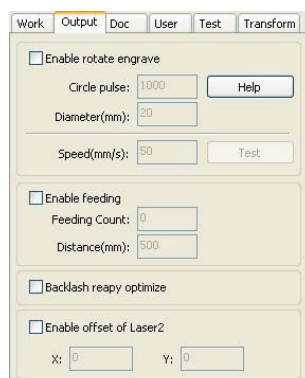 Work Output Doc User Test Transform
Enable rotate engrave
Circle pulse: 1000 Help
Diameter(mm): 20
Speed(mm/s): 50 Test
Enable feeding
Feeding Count: 0
Distance(mm): 500
Backlash reapy optimize
Enable offset of Laser2
X: 0 Y: 0